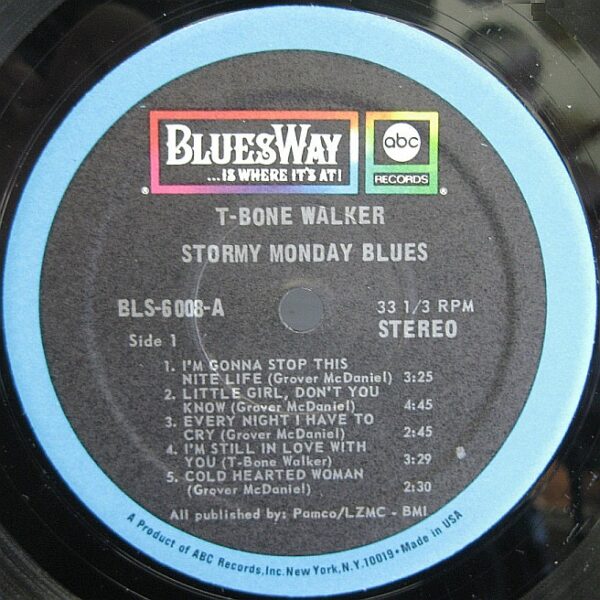 BLUESWAY
...IS WHERE IT'S AT!
abc
RECORDS
®
®
T-BONE WALKER
STORMY MONDAY BLUES
BLS-6008-A
33 1/3 RPM
Side 1
STEREO
1. I'M GONNA STOP THIS
NITE LIFE (Grover McDaniel) 3:25
2. LITTLE GIRL, DON'T YOU
KNOW (Grover McDaniel) 4:45
3. EVERY NIGHT I HAVE TO
CRY (Grover McDaniel) 2:45
4. I'M STILL IN LOVE WITH
YOU (T-Bone Walker) 3:29
5. COLD HEARTED WOMAN
(Grover McDaniel) 2:30
All published by: Pamco/LZMC - BMI
A Product of ABC Records, Inc. New York, N.Y. 10019 • Made in USA